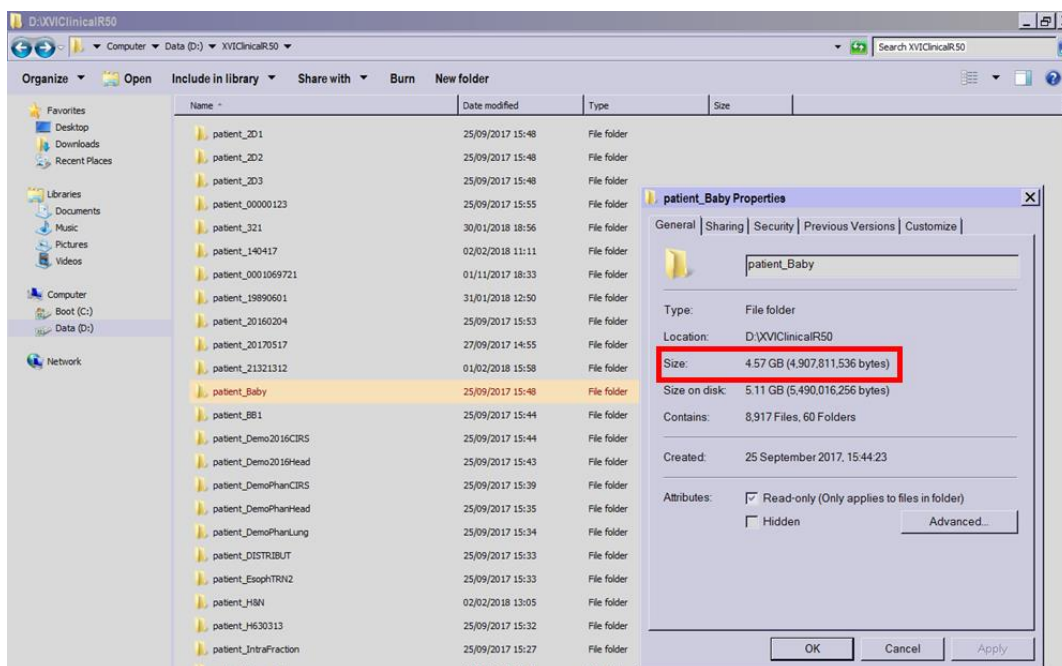 D:\XVIClinicalR50
Computer Data (D:) XVIClinicalR50
Search XVIClinicalR50
Organize Open Include in library Share with Burn New folder
Favorites
Desktop
Downloads
Recent Places
Libraries
Documents
Music
Pictures
Videos
Computer
Boot (C:)
Data (D:)
Network
Name Date modified Type Size
patient_2D1 25/09/2017 15:48 File folder
patient_2D2 25/09/2017 15:48 File folder
patient_2D3 25/09/2017 15:48 File folder
patient_00000123 25/09/2017 15:55 File folder
patient_321 30/01/2018 18:56 File folder
patient_140417 02/02/2018 11:11 File folder
patient_0001069721 01/11/2017 18:33 File folder
patient_19890601 31/01/2018 12:50 File folder
patient_20160204 25/09/2017 15:53 File folder
patient_20170517 27/09/2017 14:55 File folder
patient_21321312 01/02/2018 15:58 File folder
patient_Baby 25/09/2017 15:48 File folder
patient_BB1 25/09/2017 15:44 File folder
patient_Demo2016CIRS 25/09/2017 15:44 File folder
patient_Demo2016Head 25/09/2017 15:43 File folder
patient_DemoPhanCIRS 25/09/2017 15:39 File folder
patient_DemoPhanHead 25/09/2017 15:35 File folder
patient_DemoPhanLung 25/09/2017 15:34 File folder
patient_DISTRIBUT 25/09/2017 15:33 File folder
patient_EsophTRN2 25/09/2017 15:33 File folder
patient_H&N 02/02/2018 13:05 File folder
patient_H630313 25/09/2017 15:32 File folder
patient_IntraFraction 25/09/2017 15:27 File folder
patient_Baby Properties
General Sharing Security Previous Versions Customize
patient_Baby
Type: File folder
Location: D:\XVIClinicalR50
Size: 4.57 GB (4,907,811,536 bytes)
Size on disk: 5.11 GB (5,490,016,256 bytes)
Contains: 8,917 Files, 60 Folders
Created: 25 September 2017, 15:44:23
Attributes: Read-only (Only applies to files in folder)
Hidden Advanced...
OK Cancel Apply